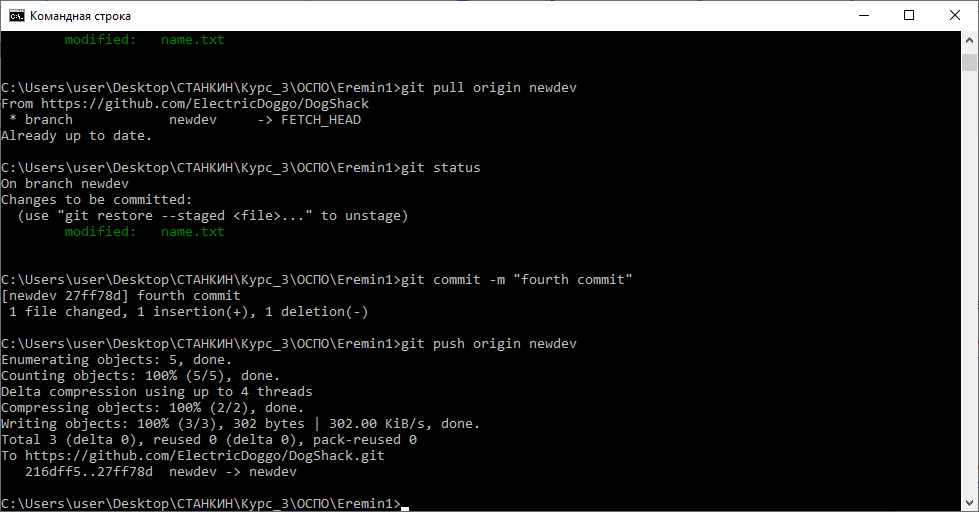 Командная строка
modified:   name.txt
C:\Users\user\Desktop\СТАНКИН\Курс_3\ОСПО\Eremin1>git pull origin newdev
From https://github.com/ElectricDoggo/DogShack
 * branch            newdev     -> FETCH_HEAD
Already up to date.
C:\Users\user\Desktop\СТАНКИН\Курс_3\ОСПО\Eremin1>git status
On branch newdev
Changes to be committed:
  (use "git restore --staged <file>..." to unstage)
        modified:   name.txt
C:\Users\user\Desktop\СТАНКИН\Курс_3\ОСПО\Eremin1>git commit -m "fourth commit"
[newdev 27ff78d] fourth commit
 1 file changed, 1 insertion(+), 1 deletion(-)
C:\Users\user\Desktop\СТАНКИН\Курс_3\ОСПО\Eremin1>git push origin newdev
Enumerating objects: 5, done.
Counting objects: 100% (5/5), done.
Delta compression using up to 4 threads
Compressing objects: 100% (2/2), done.
Writing objects: 100% (3/3), 302 bytes | 302.00 KiB/s, done.
Total 3 (delta 0), reused 0 (delta 0), pack-reused 0
To https://github.com/ElectricDoggo/DogShack.git
   216dff5..27ff78d  newdev -> newdev
C:\Users\user\Desktop\СТАНКИН\Курс_3\ОСПО\Eremin1>